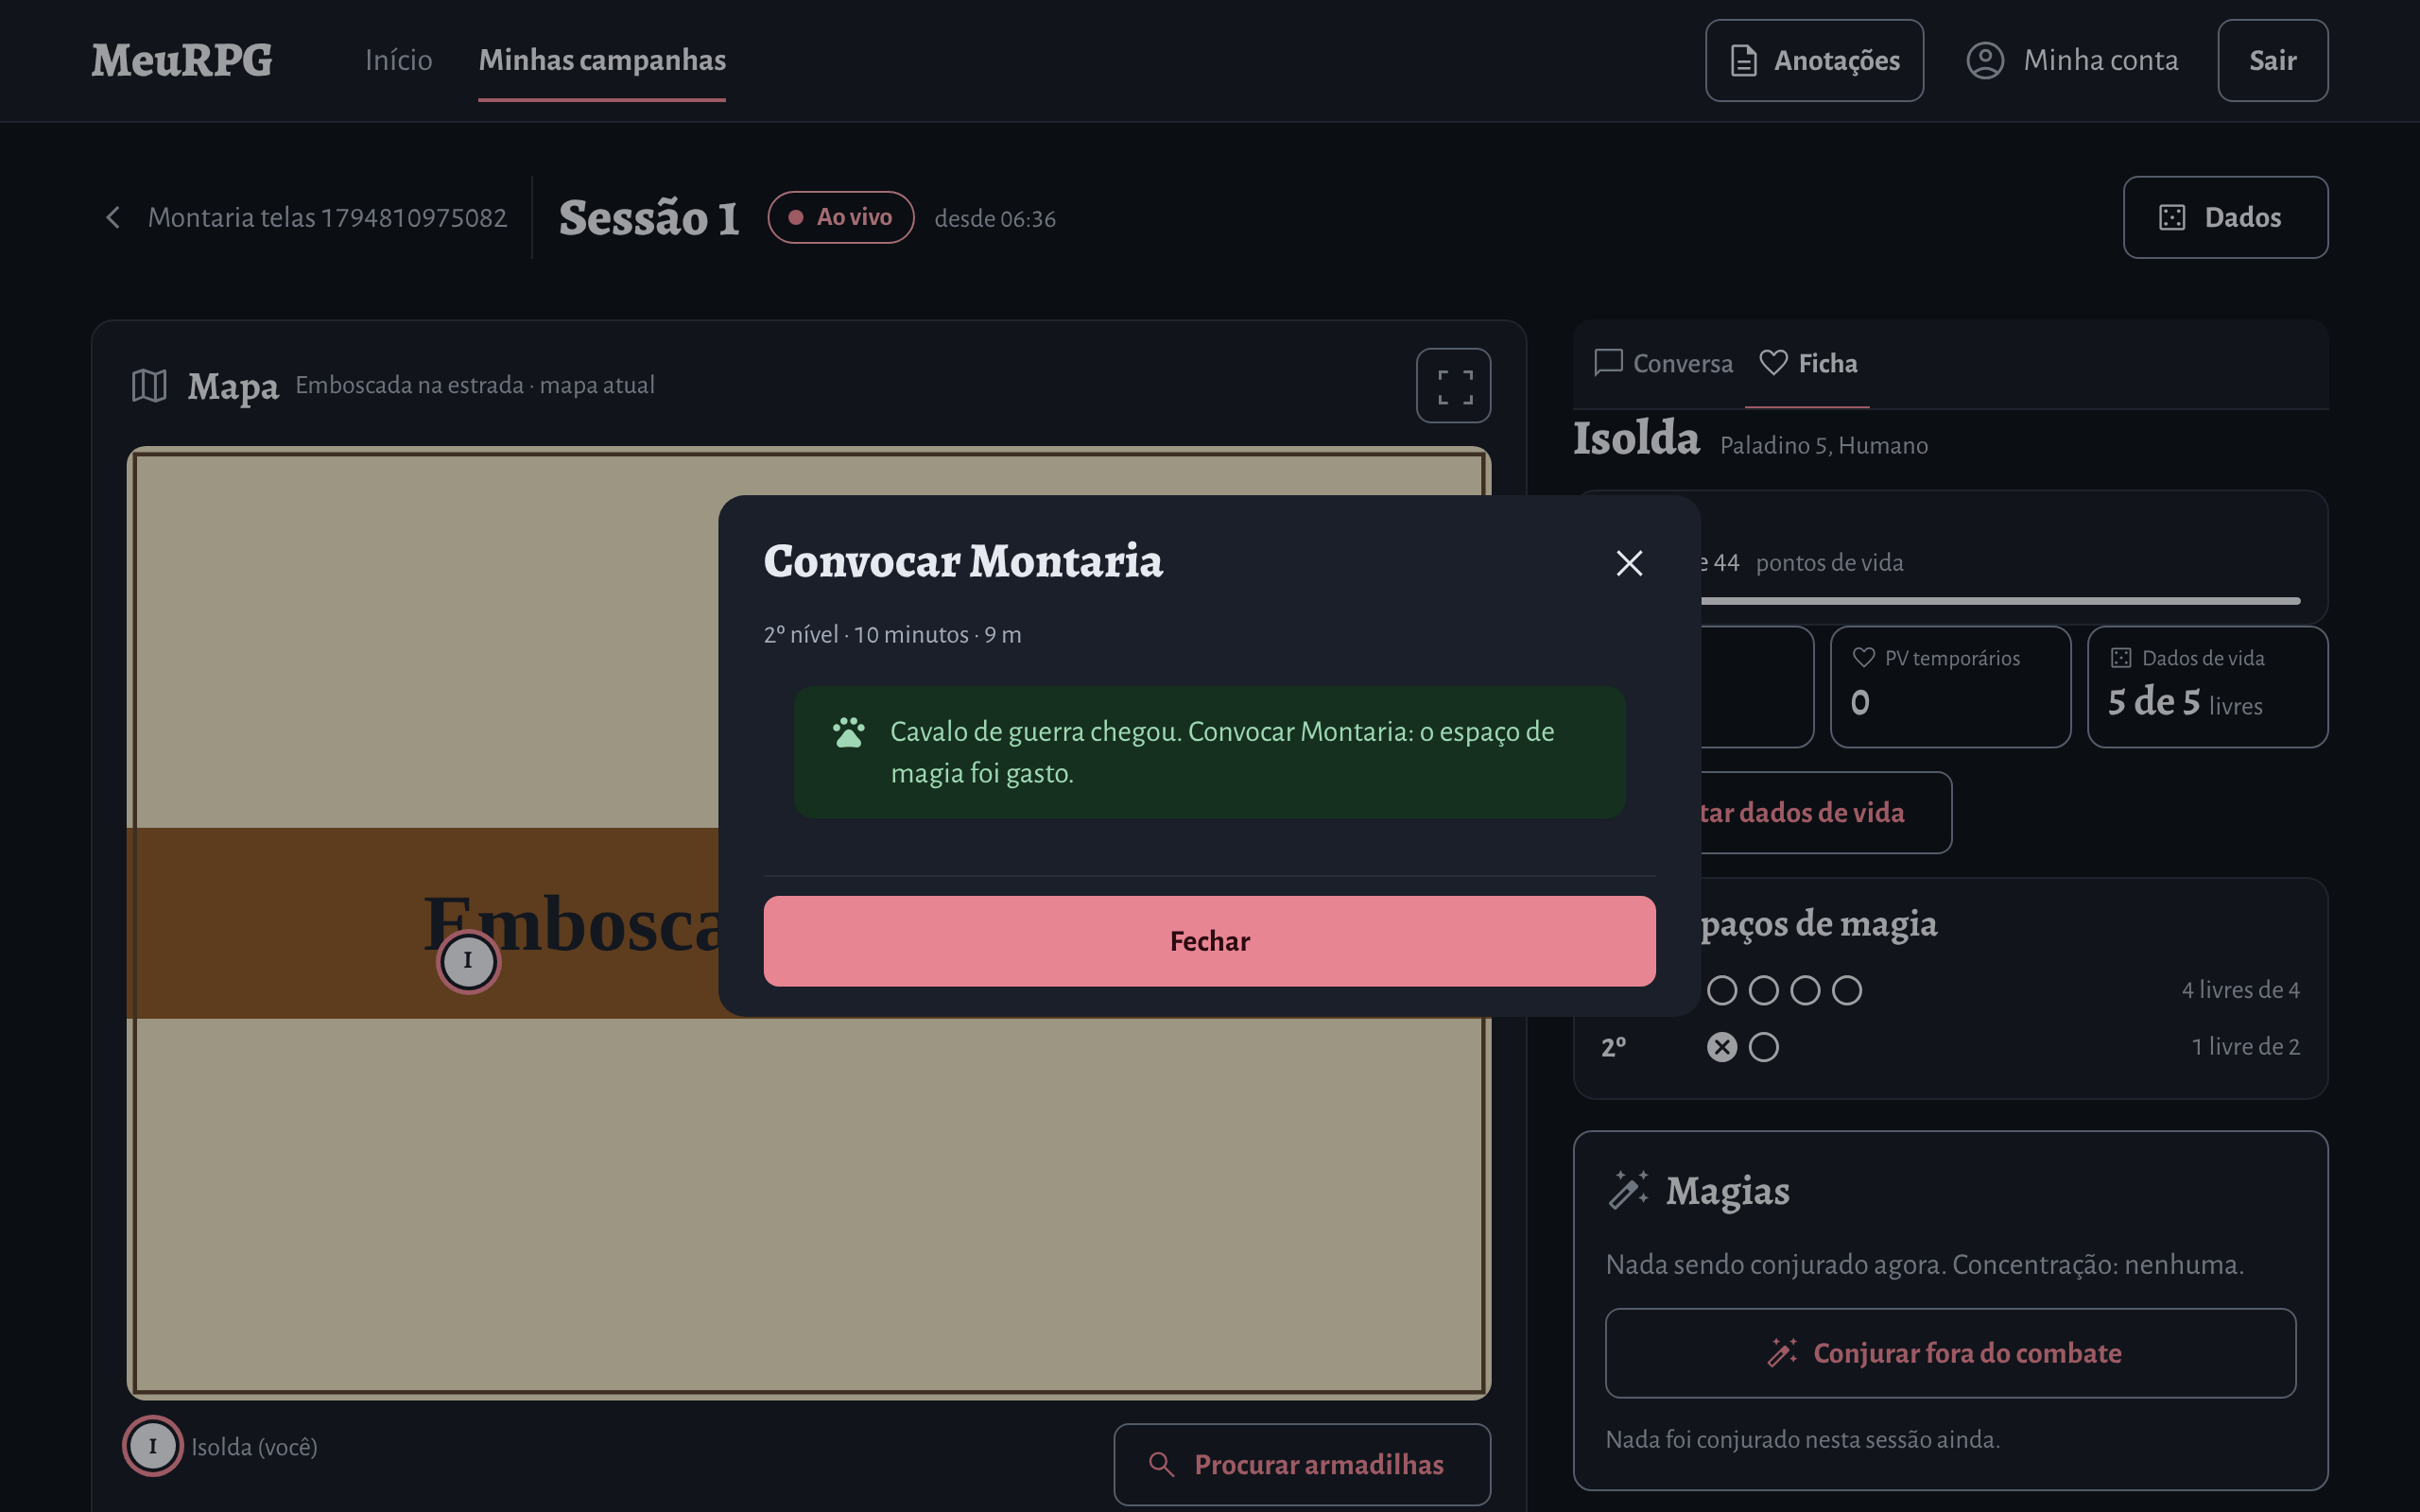 MeuRPG
Início
Minhas campanhas
Anotações
Minha conta
Sair
Montaria telas 1794810975082
Sessão 1
Ao vivo
desde 06:36
Dados
Mapa
Emboscada na estrada · mapa atual
Conversa
Ficha
Isolda
Paladino 5, Humano
e 44 pontos de vida
PV temporários
0
Dados de vida
5 de 5 livres
tar dados de vida
Convocar Montaria
2º nível · 10 minutos · 9 m
Cavalo de guerra chegou. Convocar Montaria: o espaço de
magia foi gasto.
Fechar
Embosca
I
paços de magia
4 livres de 4
2º
1 livre de 2
Magias
Nada sendo conjurado agora. Concentração: nenhuma.
Conjurar fora do combate
Nada foi conjurado nesta sessão ainda.
I
Isolda (você)
Procurar armadilhas